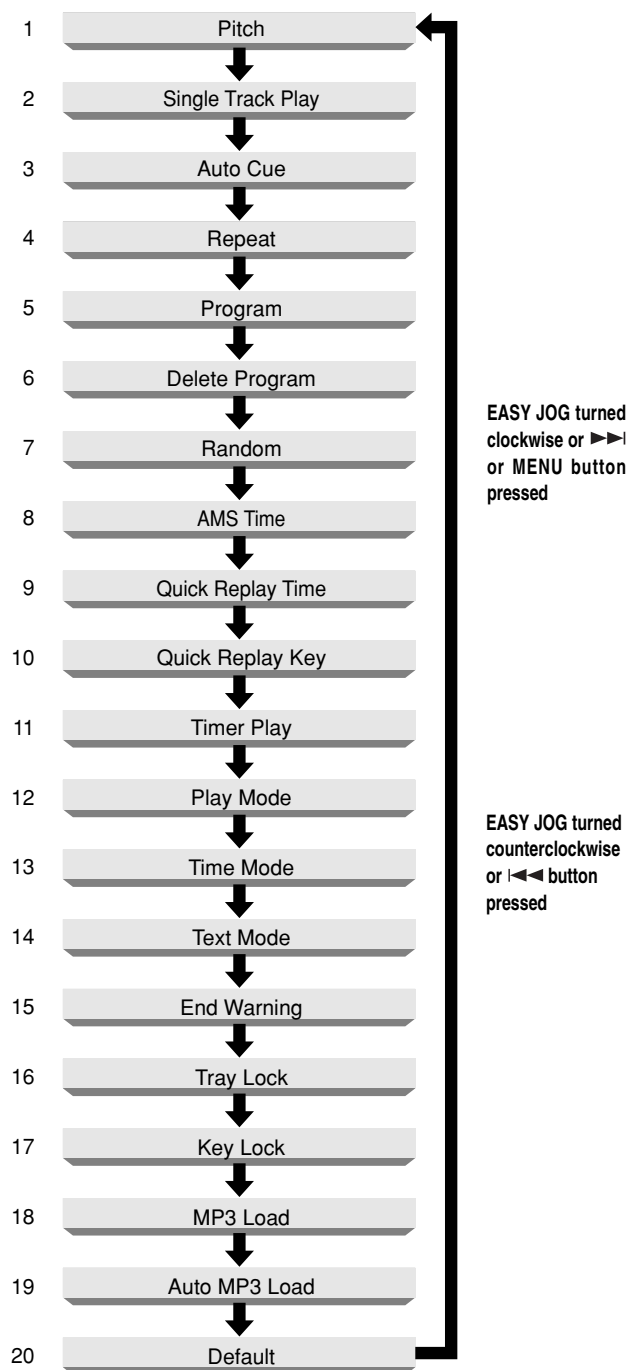 1 Pitch
2 Single Track Play
3 Auto Cue
4 Repeat
5 Program
6 Delete Program
7 Random
8 AMS Time
9 Quick Replay Time
10 Quick Replay Key
11 Timer Play
12 Play Mode
13 Time Mode
14 Text Mode
15 End Warning
16 Tray Lock
17 Key Lock
18 MP3 Load
19 Auto MP3 Load
20 Default
EASY JOG turned
clockwise or ►►|
or MENU button
pressed
EASY JOG turned
counterclockwise
or |◄◄ button
pressed